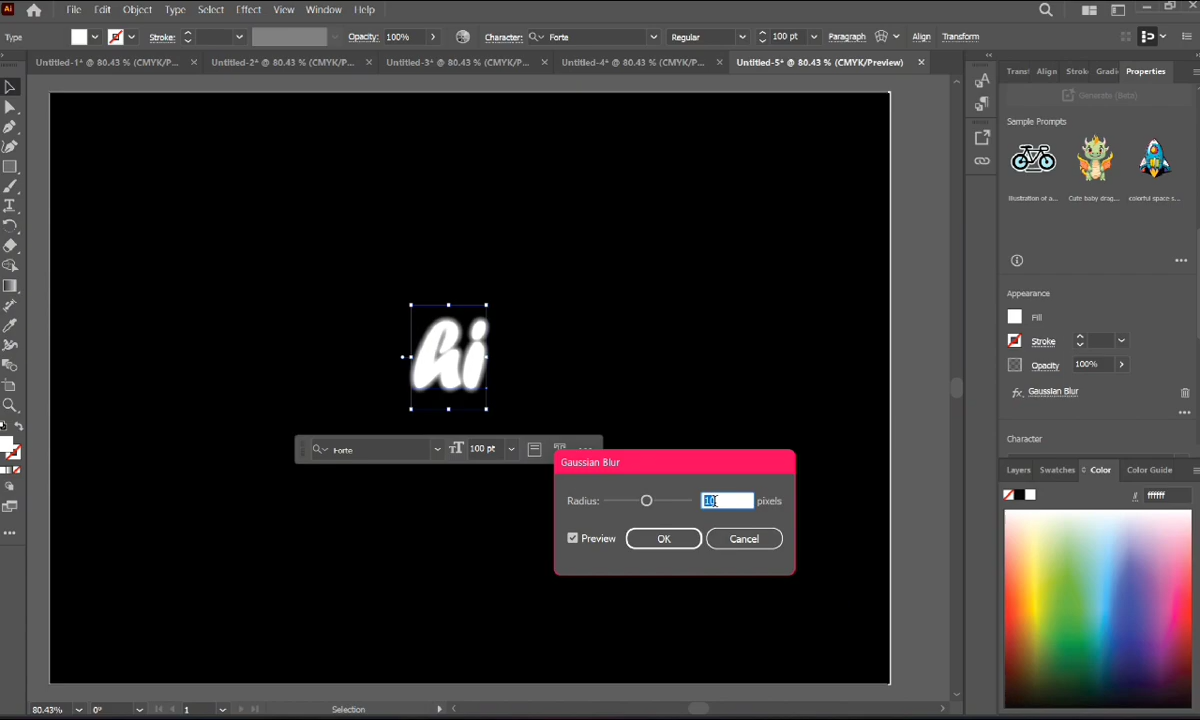 Ai File Edit Object Type Select Effect View Window Help
Type Stroke: Opacity: 100% Character: Forte Regular 100 pt Paragraph Align Transform
Untitled-1* @ 80.43 % (CMYK/P... Untitled-2* @ 80.43 % (CMYK/P... Untitled-3* @ 80.43 % (CMYK/P... Untitled-4* @ 80.43 % (CMYK/P... Untitled-5* @ 80.43 % (CMYK/Preview)
Trans Align Strok Gradi Properties
Generate (Beta)
Sample Prompts
Illustration of a... Cute baby drag... colorful space s...
Appearance
Fill
Stroke
Opacity 100%
fx Gaussian Blur
Character
hi
Forte 100 pt
Gaussian Blur
Radius: 10 pixels
Preview OK Cancel
Layers Swatches Color Color Guide
# ffffff
80.43% 0° 1 Selection